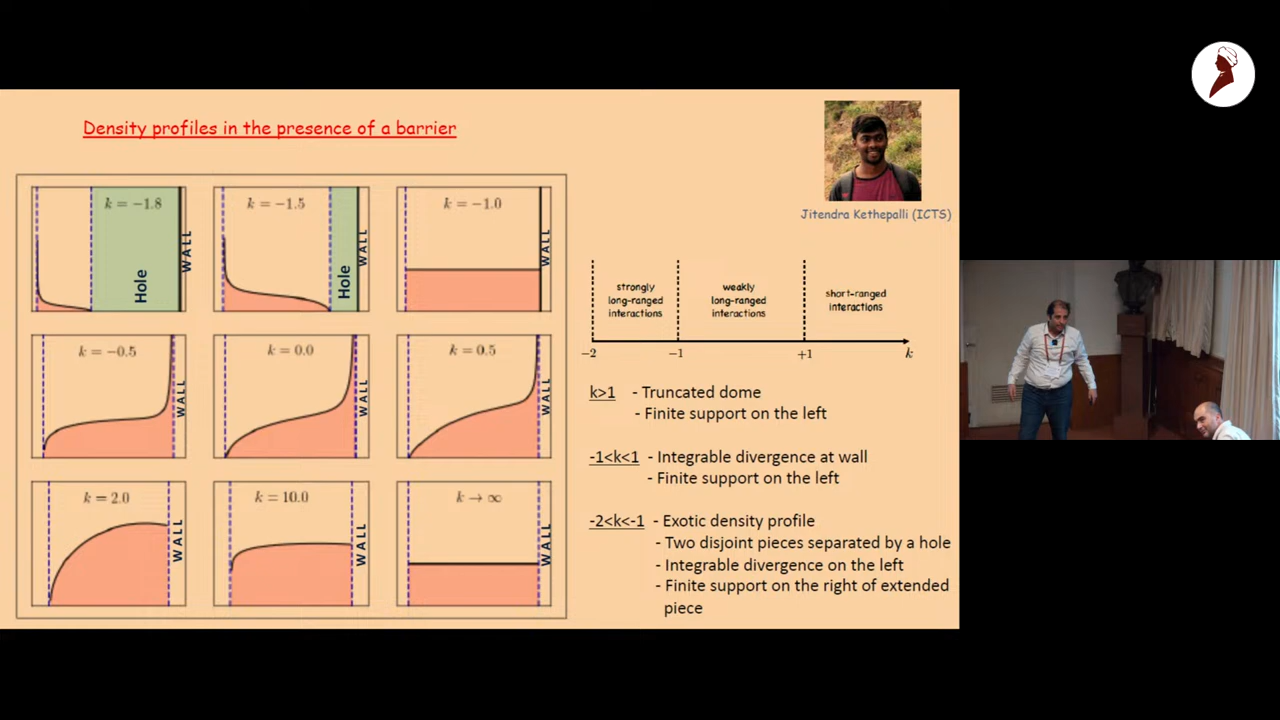 Density profiles in the presence of a barrier
Jitendra Kethepalli (ICTS)
k = −1.8
Hole
WALL
k = −1.5
Hole
WALL
k = −1.0
WALL
k = −0.5
WALL
k = 0.0
WALL
k = 0.5
WALL
k = 2.0
WALL
k = 10.0
WALL
k → ∞
WALL
strongly
long-ranged
interactions
weakly
long-ranged
interactions
short-ranged
interactions
−2
−1
+1
k
k>1 - Truncated dome
- Finite support on the left
-1<k<1 - Integrable divergence at wall
- Finite support on the left
-2<k<-1 - Exotic density profile
- Two disjoint pieces separated by a hole
- Integrable divergence on the left
- Finite support on the right of extended
piece